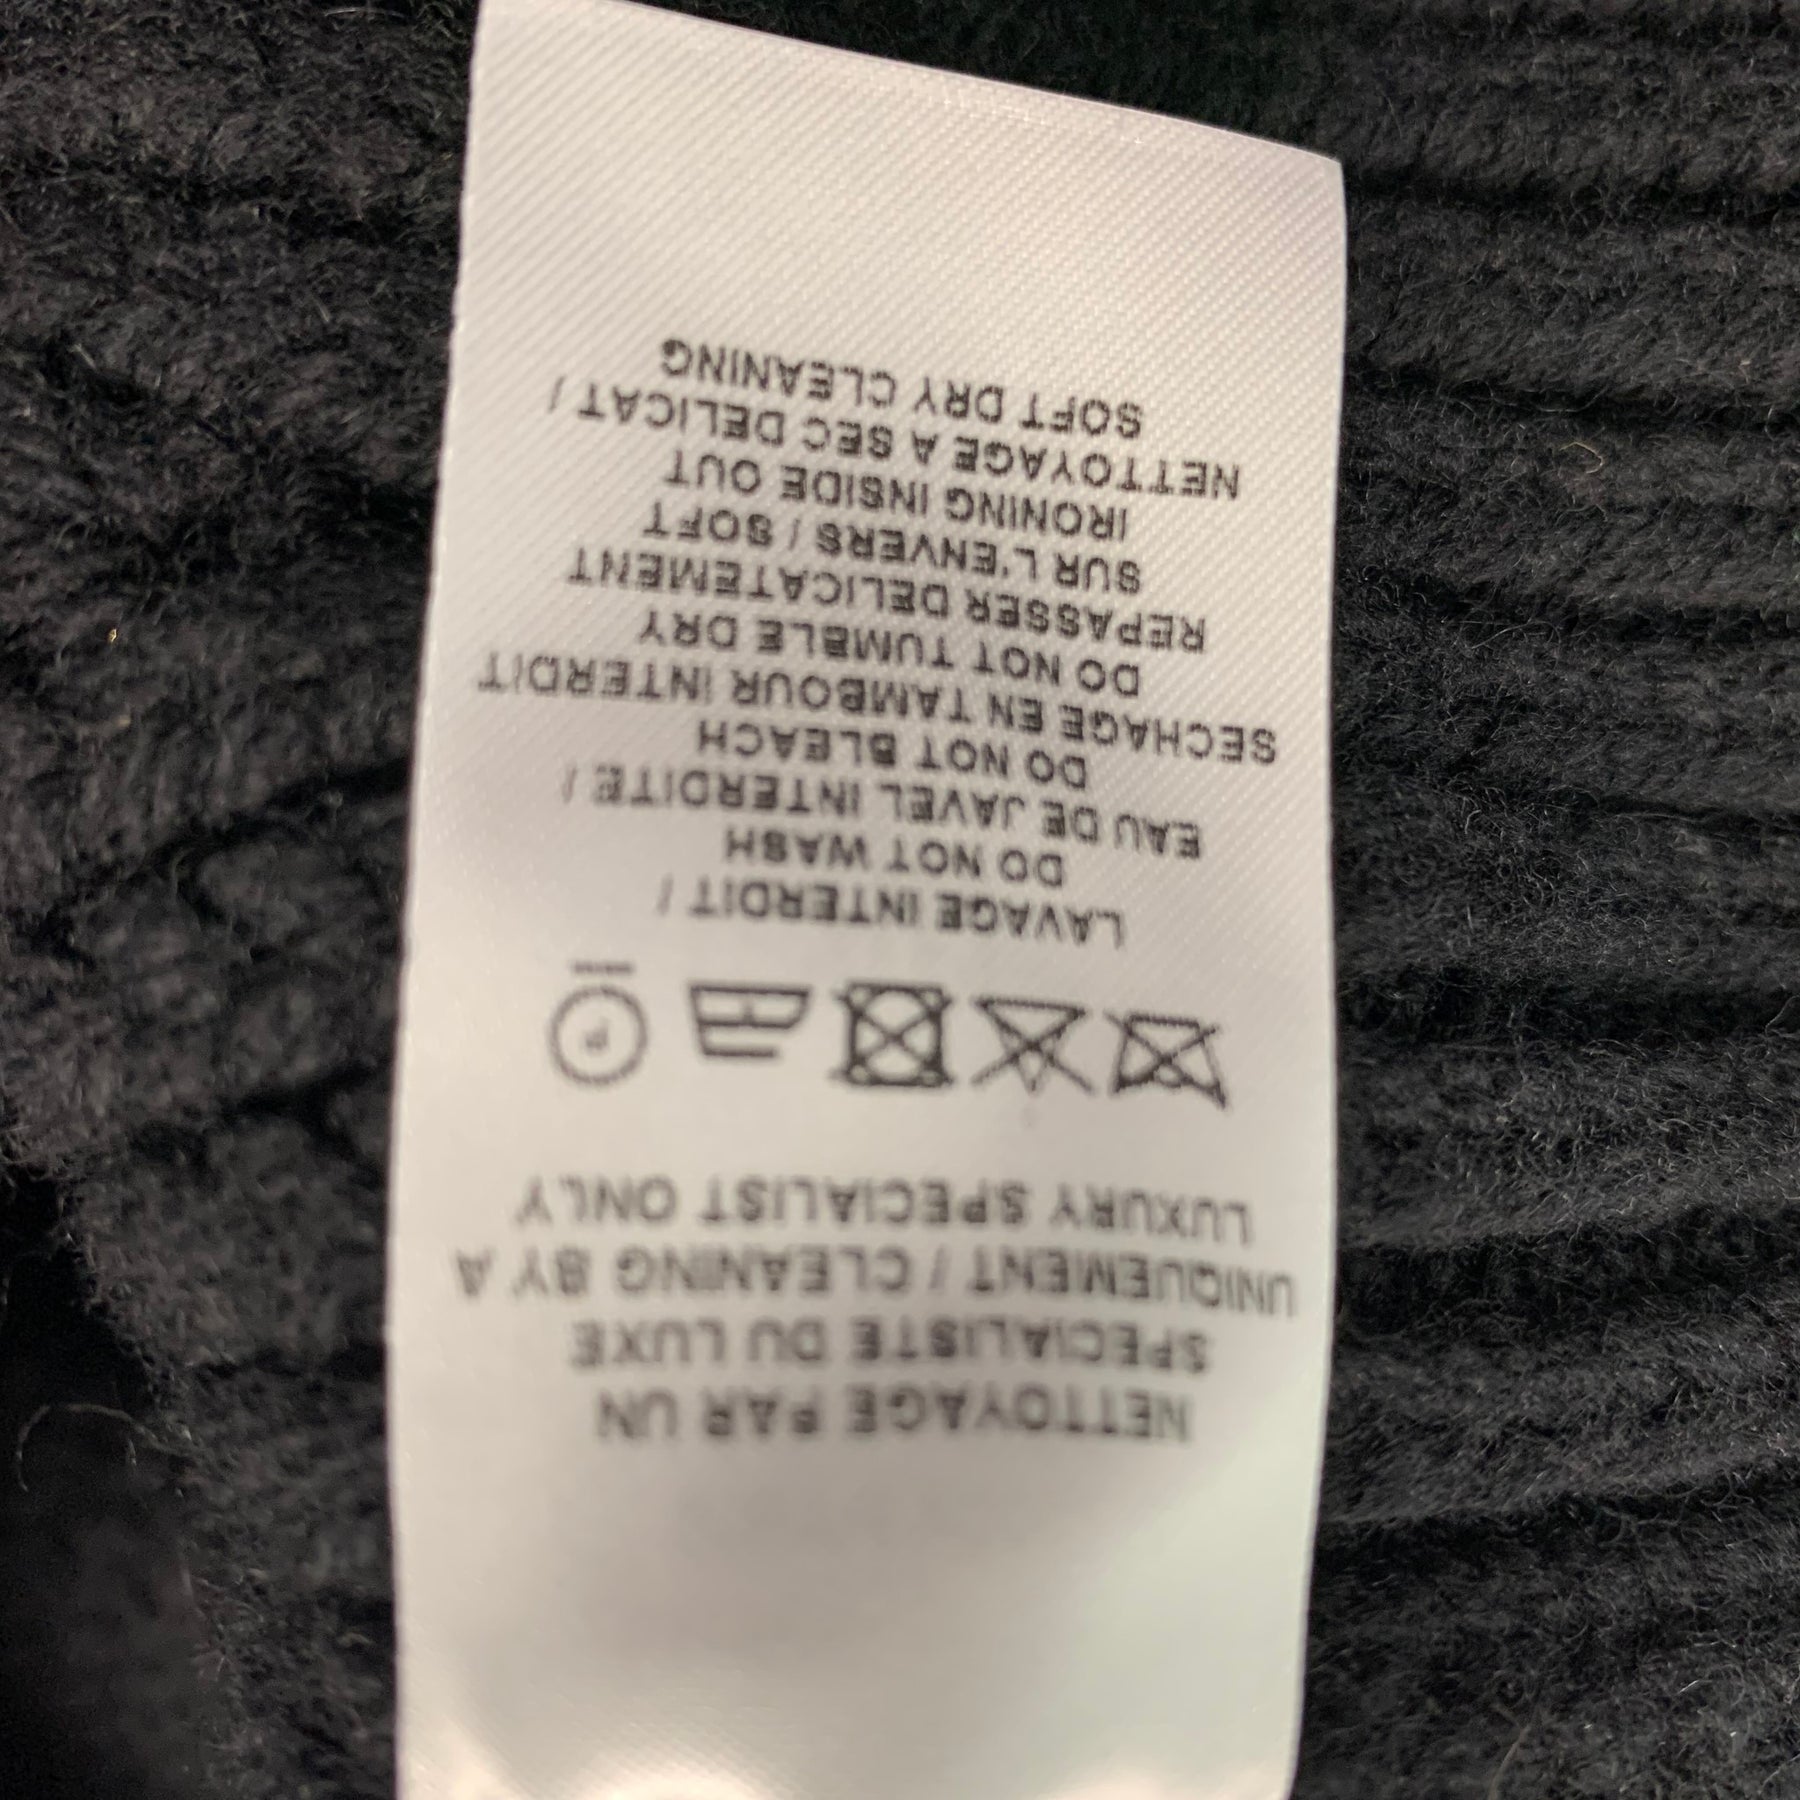 NETTOYAGE PAR UN
SPECIALISTE DU LUXE
UNIQUEMENT / CLEANING BY A
LUXURY SPECIALIST ONLY
P
LAVAGE INTERDIT /
DO NOT WASH
EAU DE JAVEL INTERDITE /
DO NOT BLEACH
SECHAGE EN TAMBOUR INTERDIT
DO NOT TUMBLE DRY
REPASSER DELICATEMENT
SUR L'ENVERS / SOFT
IRONING INSIDE OUT
NETTOYAGE A SEC DELICAT /
SOFT DRY CLEANING